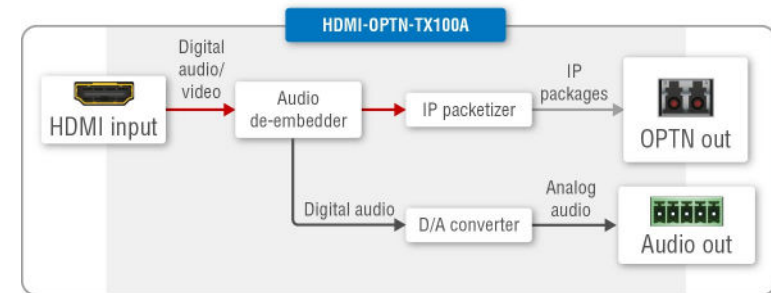 HDMI-OPTN-TX100A
Digital
audio/
video
HDMI input
Audio
de-embedder
IP packetizer
IP
packages
OPTN out
Digital audio
D/A converter
Analog
audio
Audio out